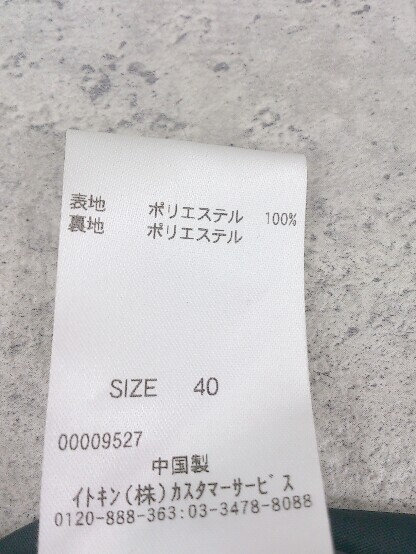 表地 ポリエステル 100%
裏地 ポリエステル
SIZE 40
00009527
中国製
イトキン(株)カスタマーサービス
0120-888-363:03-3478-8088